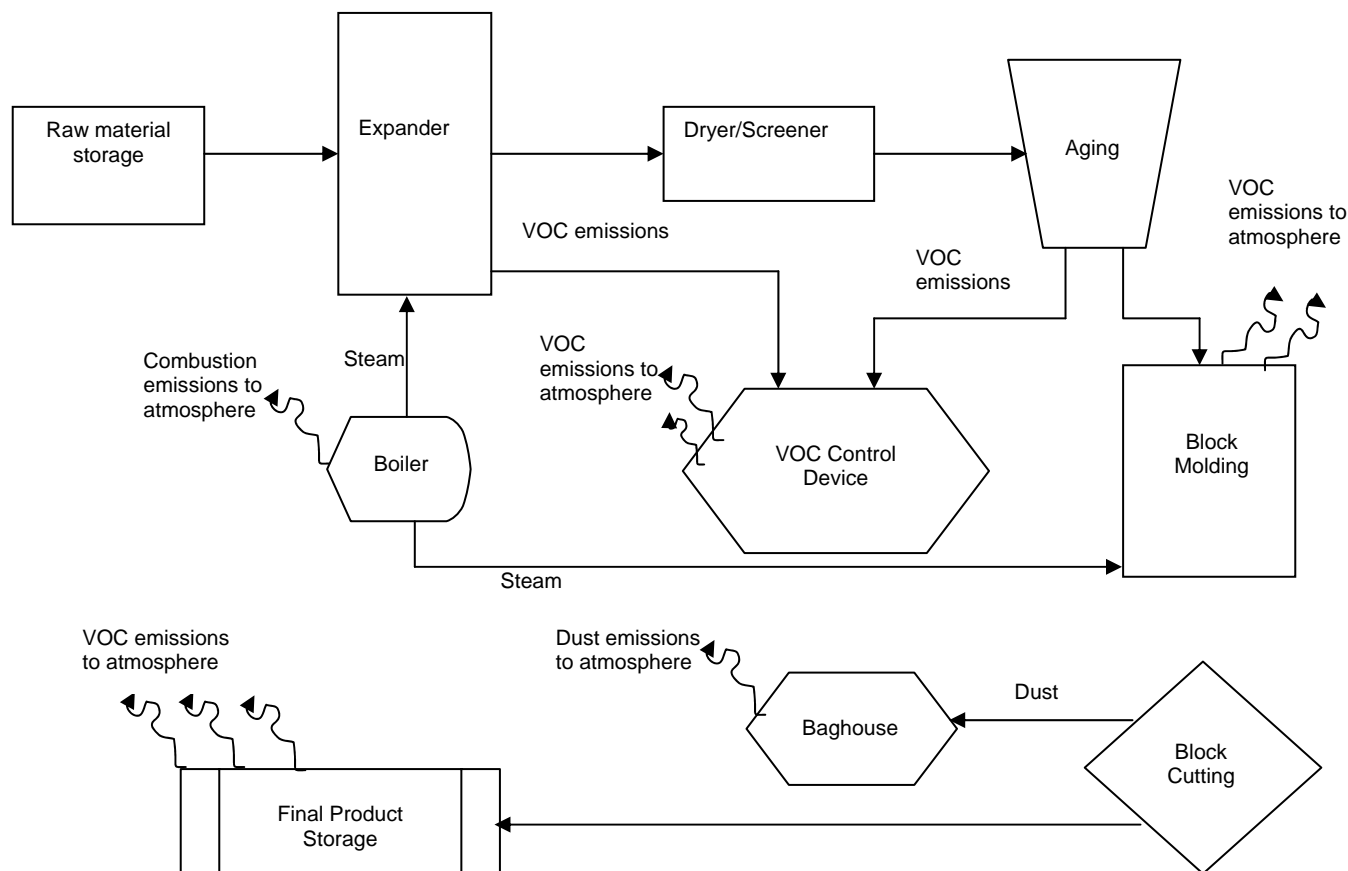 Raw material
storage
Expander
Dryer/Screener
Aging
VOC
emissions to
atmosphere
VOC emissions
VOC
emissions
Steam
Combustion
emissions to
atmosphere
VOC
emissions to
atmosphere
Boiler
VOC Control
Device
Block
Molding
Steam
VOC emissions
to atmosphere
Dust emissions
to atmosphere
Dust
Baghouse
Block
Cutting
Final Product
Storage